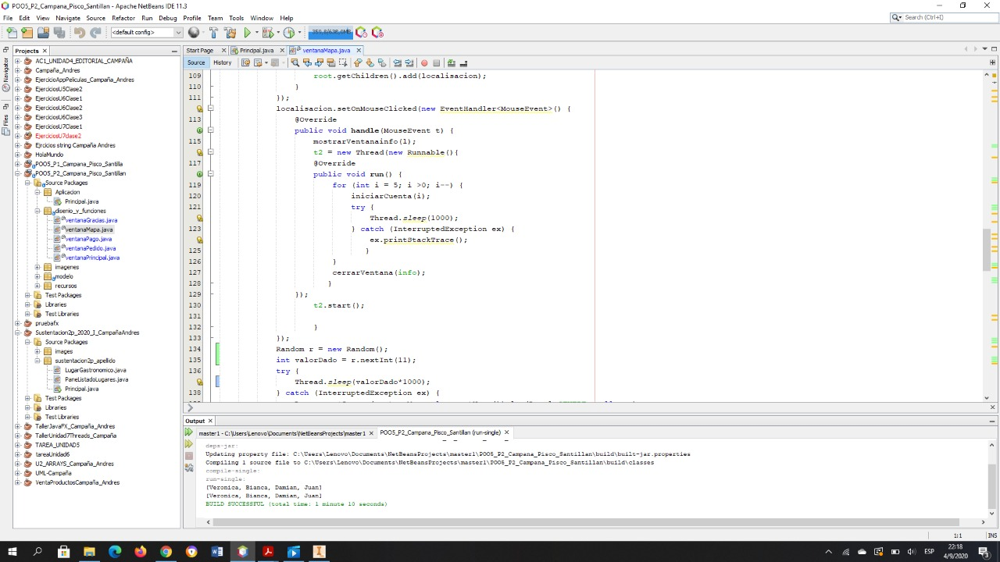 POO5_P2_Campana_Pisco_Santillan - Apache NetBeans IDE 11.3
File Edit View Navigate Source Refactor Run Debug Profile Team Tools Window Help
Search (Ctrl+I)
<default config>
359,8/638,0MB
Projects
AC1_UNIDAD4_EDITORIAL_CAMPAÑA
Campaña_Andres
EjercicioAppPeliculas_Campaña_Andres
EjerciciosU5Clase2
EjerciciosU6Clase1
EjerciciosU6Clase2
EjerciciosU6Clase3
EjerciciosU7Clase1
EjerciciosU7clase2
Ejrcicios string Campaña Andres
HolaMundo
POO5_P1_Campana_Pisco_Santilla
POO5_P2_Campana_Pisco_Santillan
Source Packages
Aplicacion
Principal.java
disenio_y_funciones
ventanaGracias.java
ventanaMapa.java
ventanaPago.java
ventanaPedido.java
ventanaPrincipal.java
imagenes
modelo
recursos
Test Packages
Libraries
Test Libraries
pruebafx
Sustentacion2p_2020_I_CampañaAndres
Source Packages
images
sustentacion2p_apellido
LugarGastronomico.java
PaneListadoLugares.java
Principal.java
Test Packages
Libraries
Test Libraries
TallerJavaFX_Campaña_Andres
TallerUnidad7Threads_Campaña
TAREA_UNIDAD5
tareaUnidad6
U2_ARRAYS_Campaña_Andres
UML-Campaña
VentaProductosCampaña_Andres
Navigator
Files
Start Page Principal.java ventanaMapa.java
Source History
109 root.getChildren().add(localisacion);
110 }
111 });
localisacion.setOnMouseClicked(new EventHandler<MouseEvent>() {
113 @Override
public void handle(MouseEvent t) {
115 mostrarVentanainfo(l);
t2 = new Thread(new Runnable(){
117 @Override
public void run() {
119 for (int i = 5; i >0; i--) {
120 iniciarCuenta(i);
121 try {
Thread.sleep(1000);
123 } catch (InterruptedException ex) {
ex.printStackTrace();
125 }
126 }
127 cerrarVentana(info);
128 }
129 });
130 t2.start();
131
132 }
133 });
134 Random r = new Random();
135 int valorDado = r.nextInt(11);
136 try {
Thread.sleep(valorDado*1000);
138 } catch (InterruptedException ex) {
Output
master1 - C:\Users\Lenovo\Documents\NetBeansProjects\master1 POO5_P2_Campana_Pisco_Santillan (run-single)
deps-jar:
Updating property file: C:\Users\Lenovo\Documents\NetBeansProjects\master1\POO5_P2_Campana_Pisco_Santillan\build\built-jar.properties
Compiling 1 source file to C:\Users\Lenovo\Documents\NetBeansProjects\master1\POO5_P2_Campana_Pisco_Santillan\build\classes
compile-single:
run-single:
[Veronica, Bianca, Damian, Juan]
[Veronica, Bianca, Damian, Juan]
BUILD SUCCESSFUL (total time: 1 minute 10 seconds)
1:1 INS
ESP
22:18
4/9/2020
3